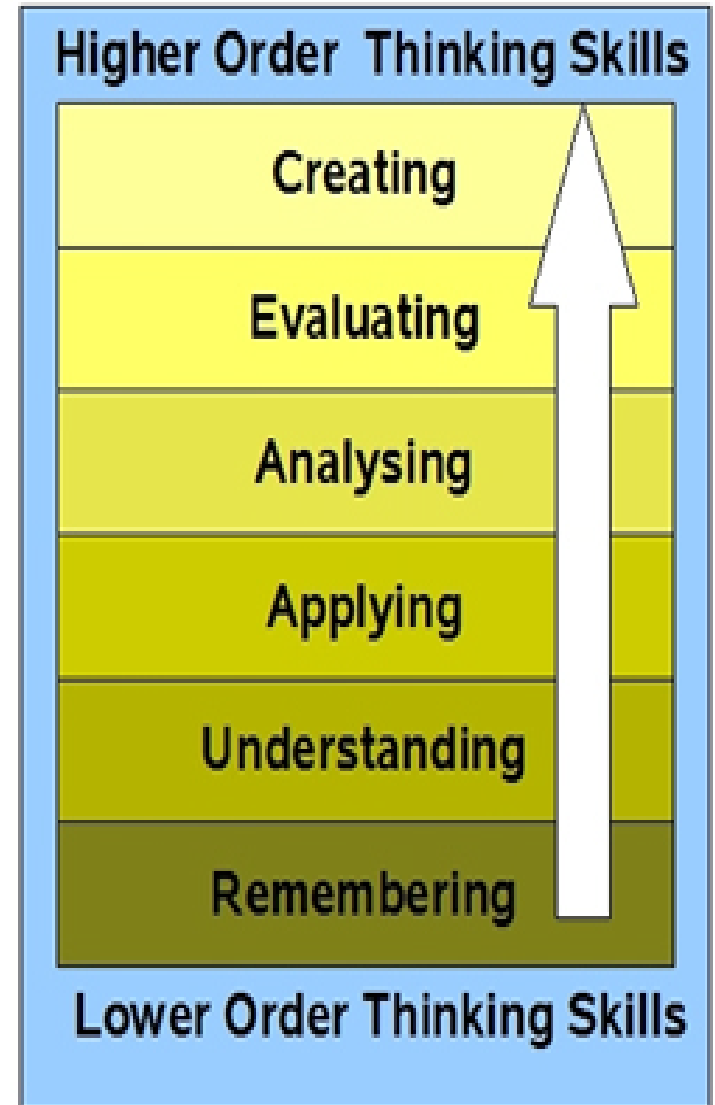 Higher Order Thinking Skills
Creating
Evaluating
Analysing
Applying
Understanding
Remembering
Lower Order Thinking Skills